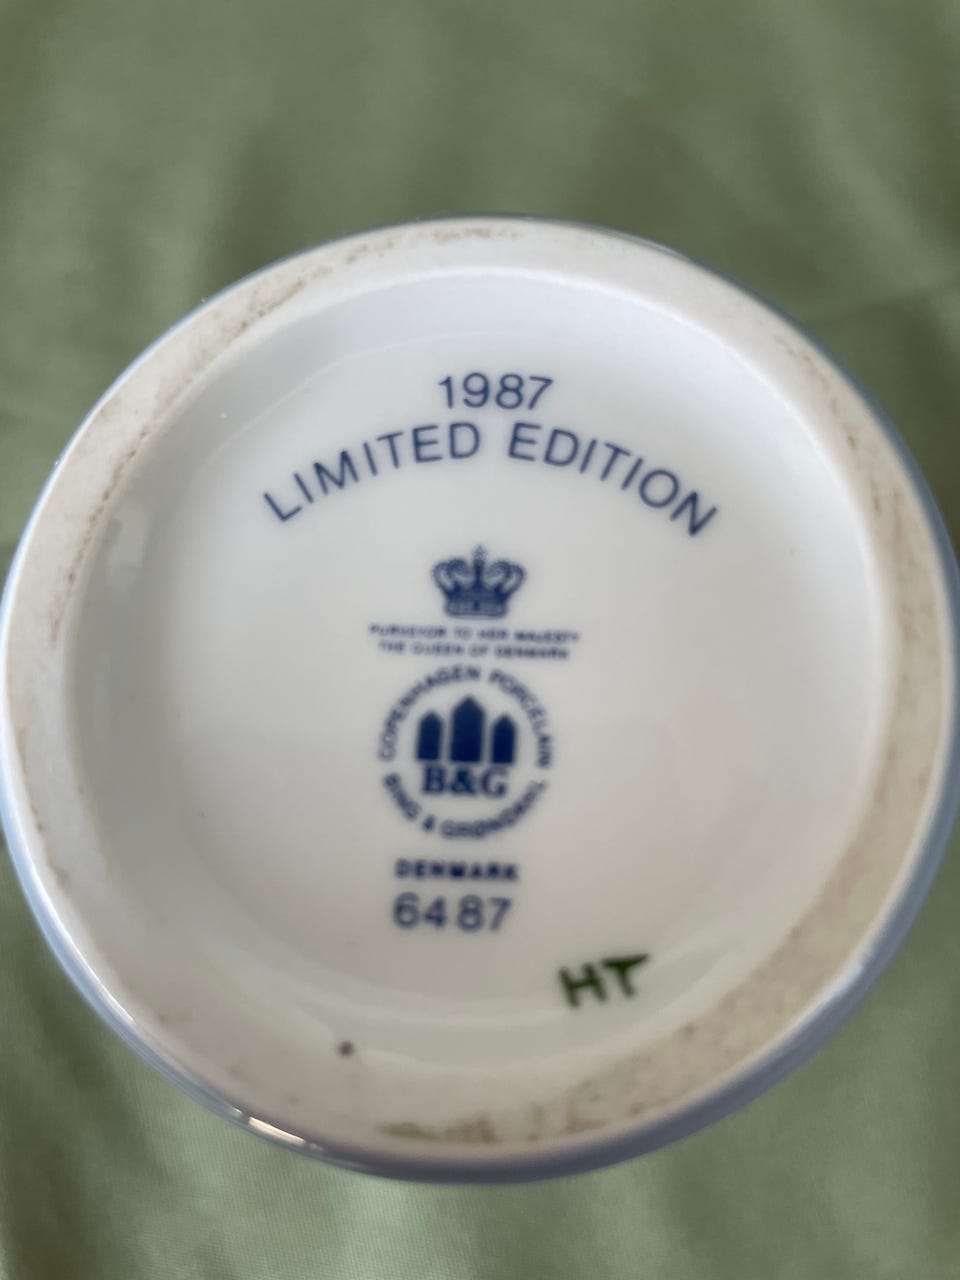 1987
LIMITED EDITION
PURVEYOR TO HER MAJESTY
THE QUEEN OF DENMARK
COPENHAGEN PORCELAIN
B&G
BING & GRØNDAHL
DENMARK
6487
HT